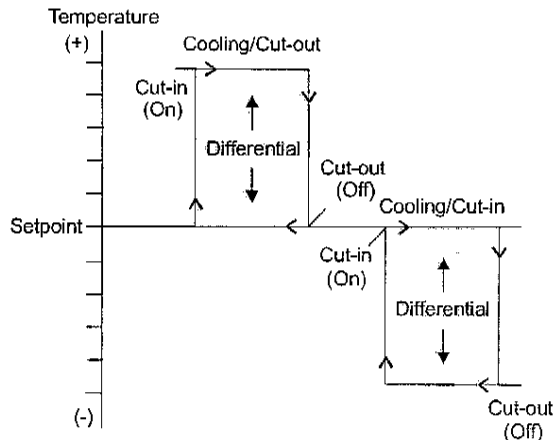 Temperature
(+)
Cooling/Cut-out
Cut-in
(On)
Differential
Cut-out
(Off)
Setpoint
Cooling/Cut-in
Cut-in
(On)
Differential
(-)
Cut-out
(Off)